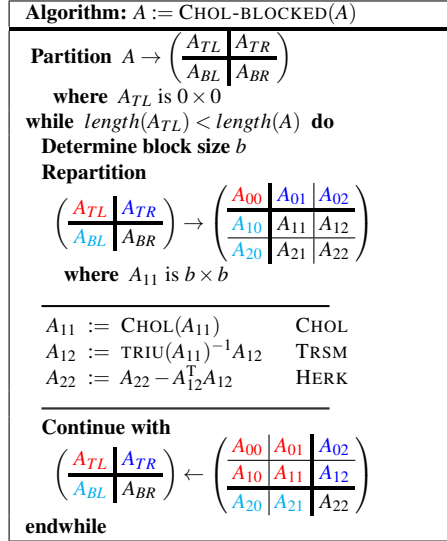 Algorithm: A := CHOL-BLOCKED(A)
Partition A → ( A_TL A_TR
A_BL A_BR )
where A_TL is 0 × 0
while length(A_TL) < length(A) do
Determine block size b
Repartition
( A_TL A_TR
A_BL A_BR ) → ( A_00 A_01 A_02
A_10 A_11 A_12
A_20 A_21 A_22 )
where A_11 is b × b
A_11 := CHOL(A_11) CHOL
A_12 := TRIU(A_11)^{-1} A_12 TRSM
A_22 := A_22 − A_12^T A_12 HERK
Continue with
( A_TL A_TR
A_BL A_BR ) ← ( A_00 A_01 A_02
A_10 A_11 A_12
A_20 A_21 A_22 )
endwhile